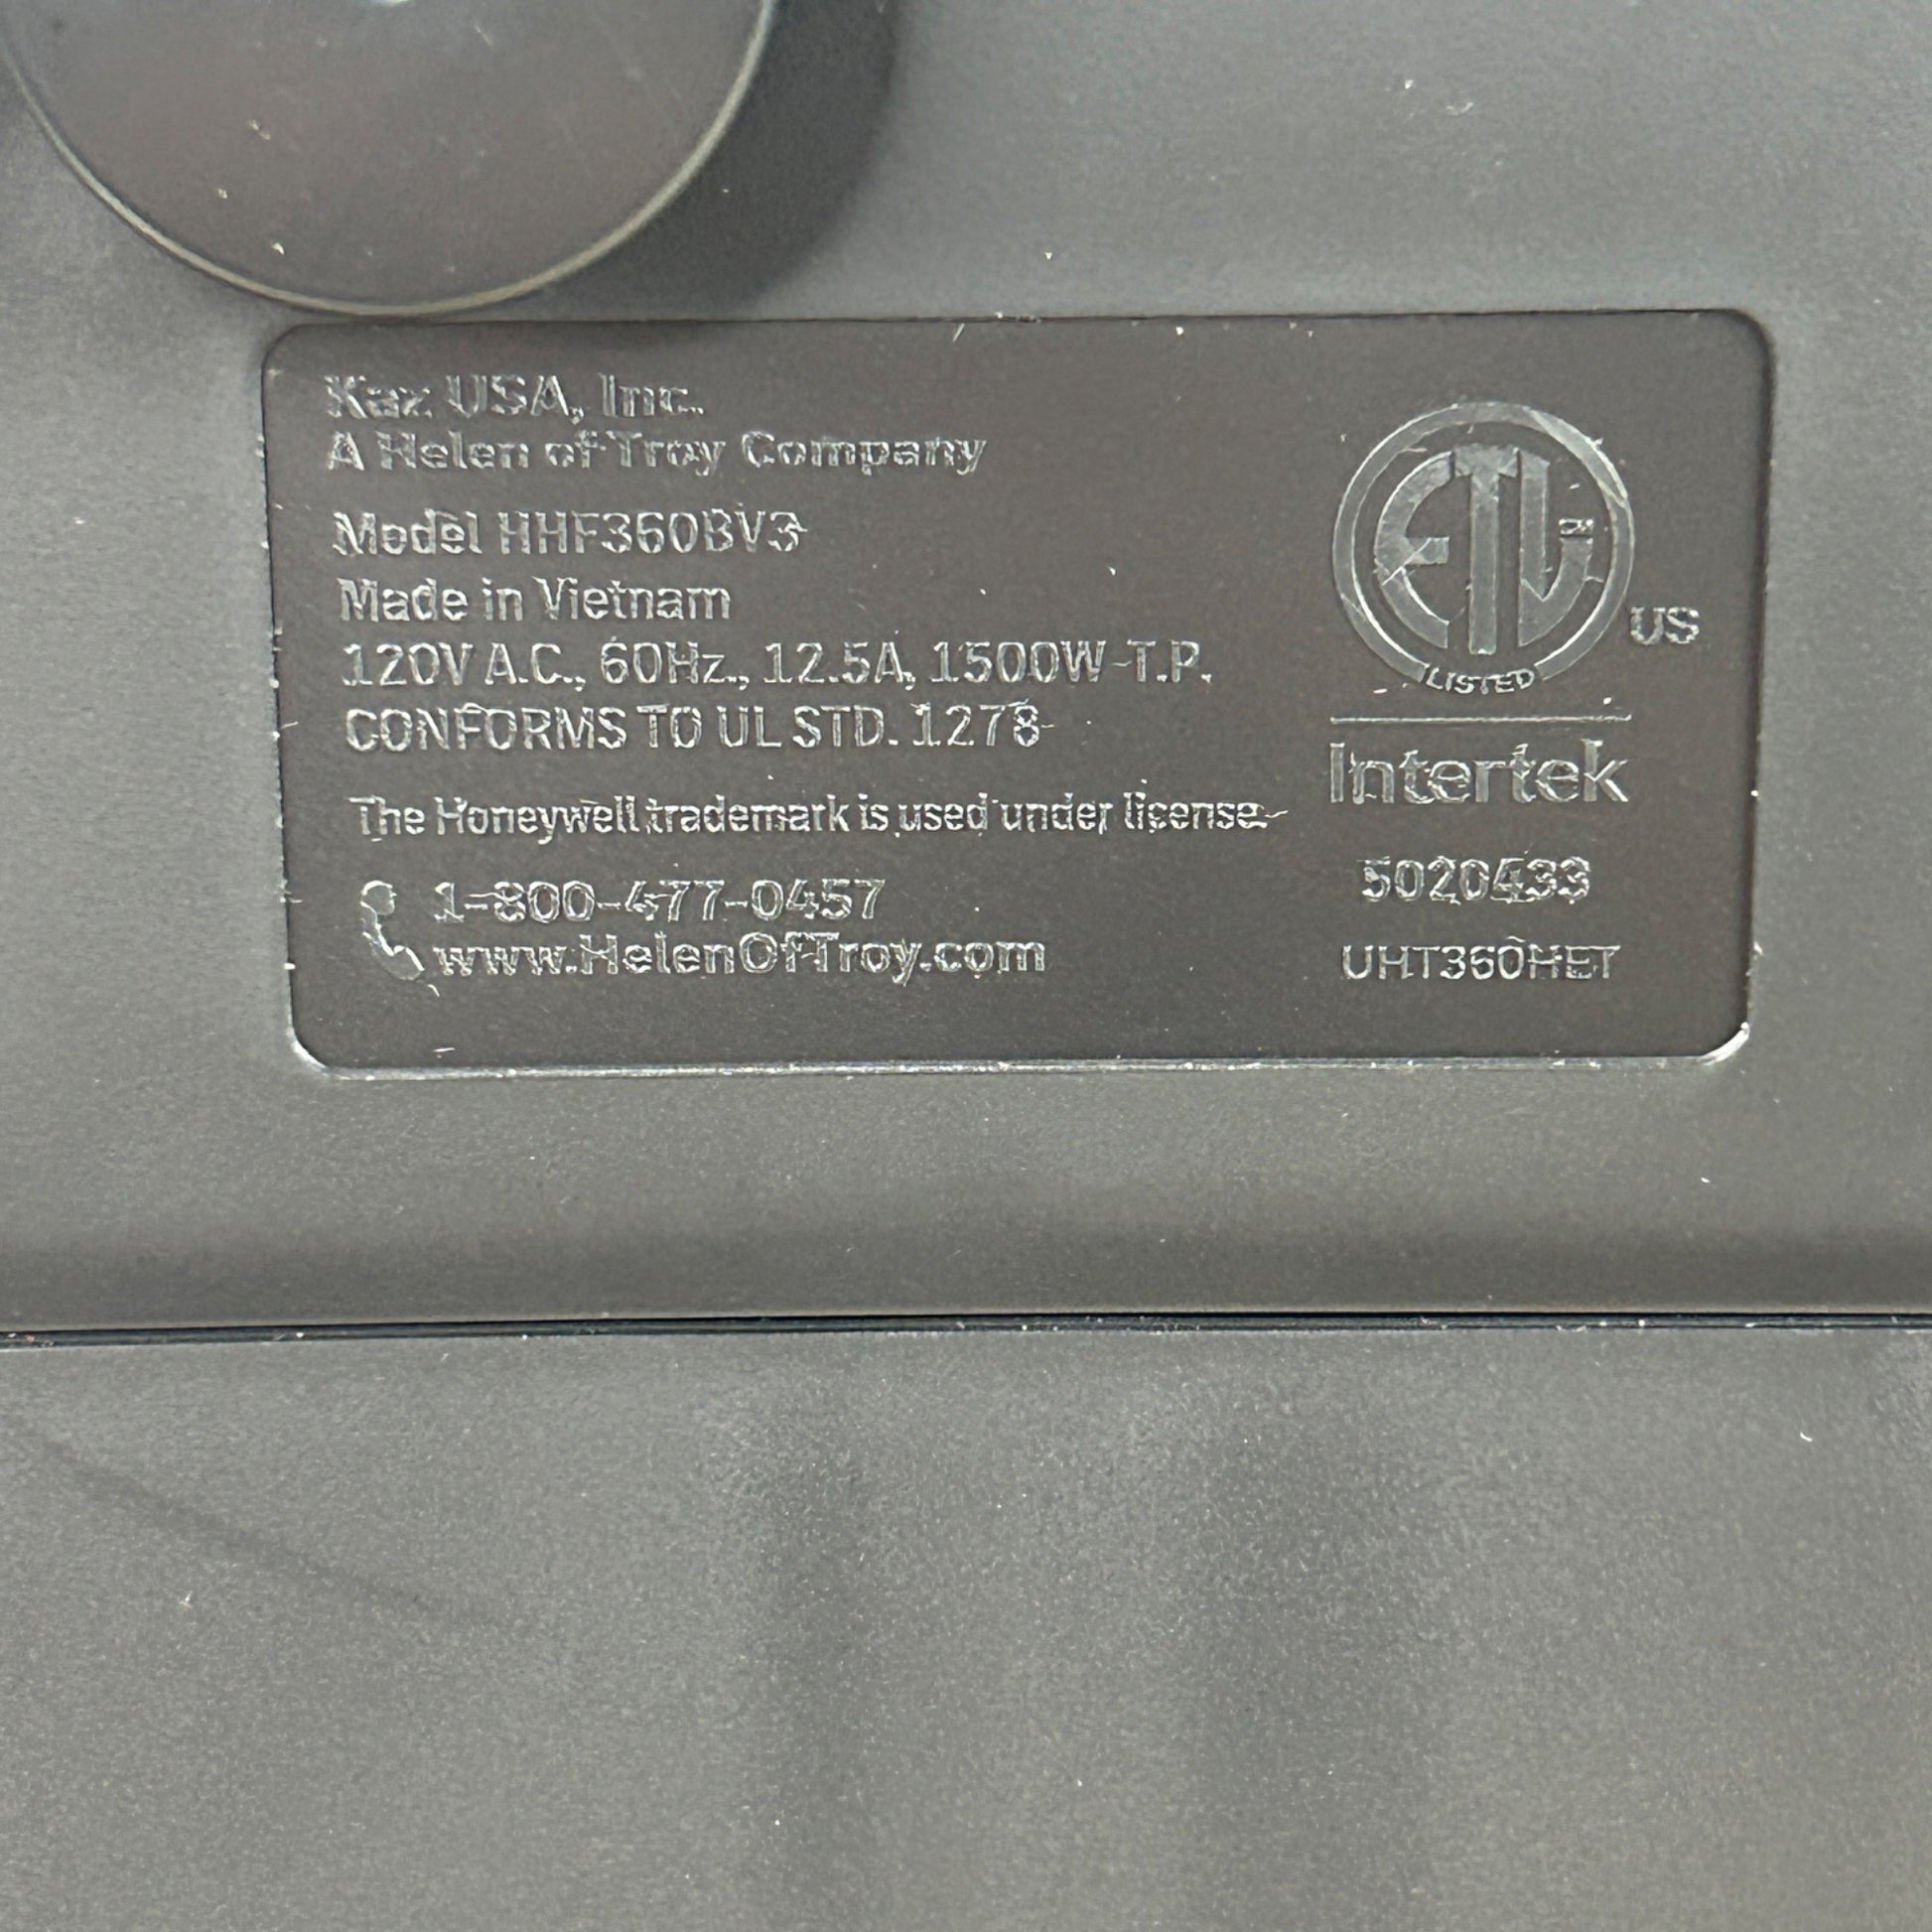 Kaz USA, Inc.
A Helen of Troy Company
Model HHF360BV3
Made in Vietnam
120V A.C., 60Hz., 12.5A, 1500W T.P.
CONFORMS TO UL STD. 1278
The Honeywell trademark is used under license.
1-800-477-0457
www.HelenOfTroy.com
ETL
LISTED
US
Intertek
5020433
UHT360HET